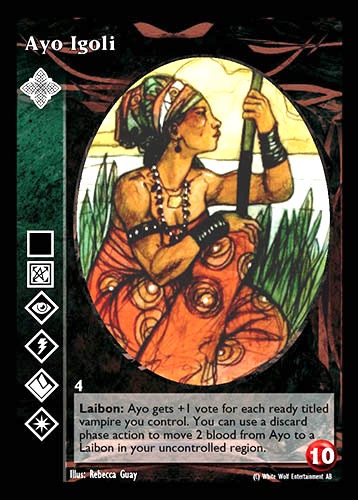 Ayo Igoli
4
Laibon: Ayo gets +1 vote for each ready titled
vampire you control. You can use a discard
phase action to move 2 blood from Ayo to a
Laibon in your uncontrolled region.
10
Illus: Rebecca Guay
(C) White Wolf Entertainment AB